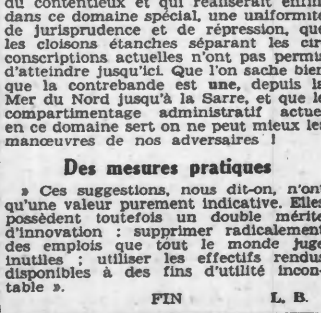 du contentieux et qui réaliserait enfin
dans ce domaine spécial, une uniformité
de jurisprudence et de répression, que
les cloisons étanches séparant les cir
conscriptions actuelles n'ont pas permi
d'atteindre jusqu'ici. Que l'on sache bien
que la contrebande est une, depuis la
Mer du Nord jusqu'à la Sarre, et que le
compartimentage administratif actue
en ce domaine sert on ne peut mieux les
manœuvres de nos adversaires !
Des mesures pratiques
» Ces suggestions, nous dit-on, n'ont
qu'une valeur purement indicative. Elles
possèdent toutefois un double mérite
d'innovation : supprimer radicalement
des emplois que tout le monde juge
inutiles ; utiliser les effectifs rendus
disponibles à des fins d'utilité incon-
table ».
FIN L. B.